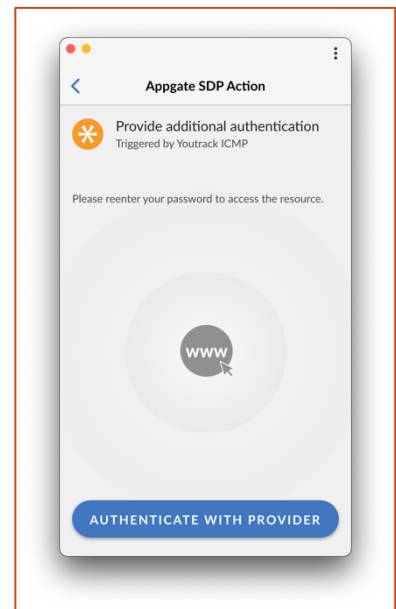 Appgate SDP Action
Provide additional authentication
Triggered by Youtrack ICMP
Please reenter your password to access the resource.
www
AUTHENTICATE WITH PROVIDER